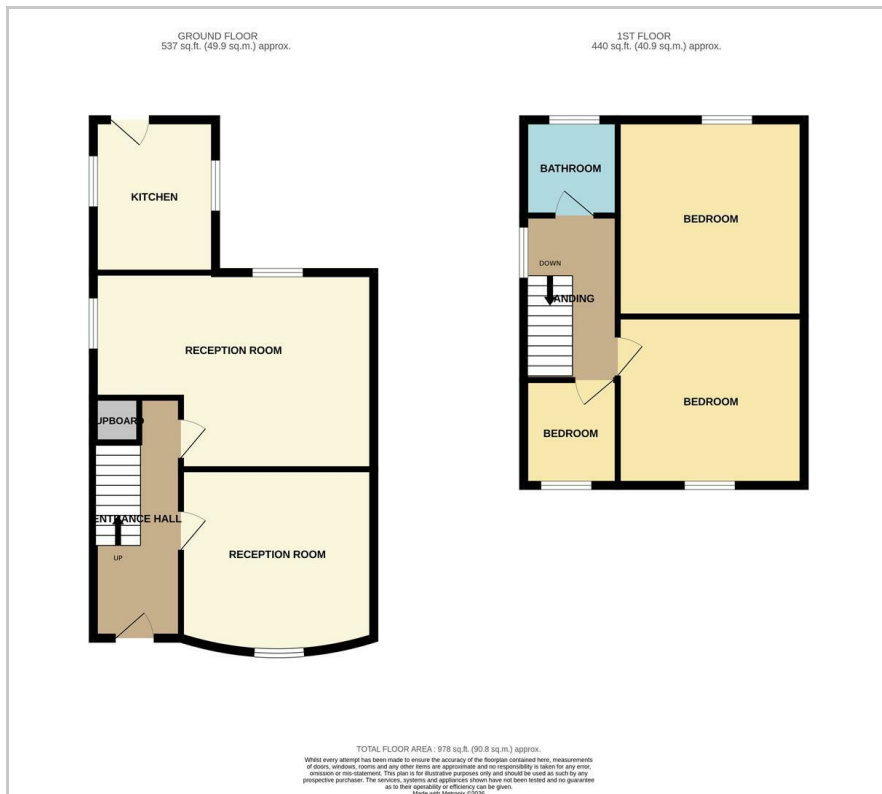 GROUND FLOOR
537 sq.ft. (49.9 sq.m.) approx.
1ST FLOOR
440 sq.ft. (40.9 sq.m.) approx.
KITCHEN
RECEPTION ROOM
UPBOARD
ENTRANCE HALL
UP
RECEPTION ROOM
BATHROOM
BEDROOM
DOWN
LANDING
BEDROOM
BEDROOM
TOTAL FLOOR AREA : 978 sq.ft. (90.8 sq.m.) approx.
Whilst every attempt has been made to ensure the accuracy of the floorplan contained here, measurements
of doors, windows, rooms and any other items are approximate and no responsibility is taken for any error,
omission or mis-statement. This plan is for illustrative purposes only and should be used as such by any
prospective purchaser. The services, systems and appliances shown have not been tested and no guarantee
as to their operability or efficiency can be given.
Made with Metropix ©2026